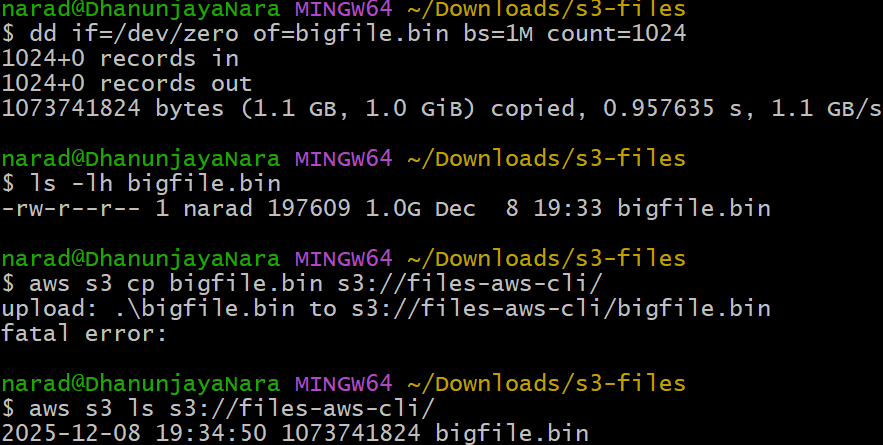 narad@DhanunjayaNara MINGW64 ~/Downloads/s3-files
$ dd if=/dev/zero of=bigfile.bin bs=1M count=1024
1024+0 records in
1024+0 records out
1073741824 bytes (1.1 GB, 1.0 GiB) copied, 0.957635 s, 1.1 GB/s
narad@DhanunjayaNara MINGW64 ~/Downloads/s3-files
$ ls -lh bigfile.bin
-rw-r--r-- 1 narad 197609 1.0G Dec  8 19:33 bigfile.bin
narad@DhanunjayaNara MINGW64 ~/Downloads/s3-files
$ aws s3 cp bigfile.bin s3://files-aws-cli/
upload: .\bigfile.bin to s3://files-aws-cli/bigfile.bin
fatal error:
narad@DhanunjayaNara MINGW64 ~/Downloads/s3-files
$ aws s3 ls s3://files-aws-cli/
2025-12-08 19:34:50 1073741824 bigfile.bin